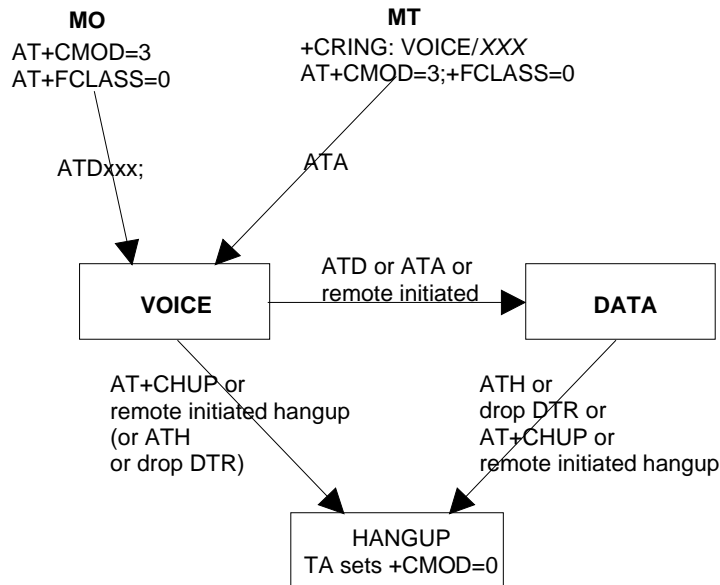 MO
AT+CMOD=3
AT+FCLASS=0
MT
+CRING: VOICE/XXX
AT+CMOD=3;+FCLASS=0
ATDxxx;
ATA
VOICE
ATD or ATA or
remote initiated
DATA
AT+CHUP or
remote initiated hangup
(or ATH
or drop DTR)
ATH or
drop DTR or
AT+CHUP or
remote initiated hangup
HANGUP
TA sets +CMOD=0